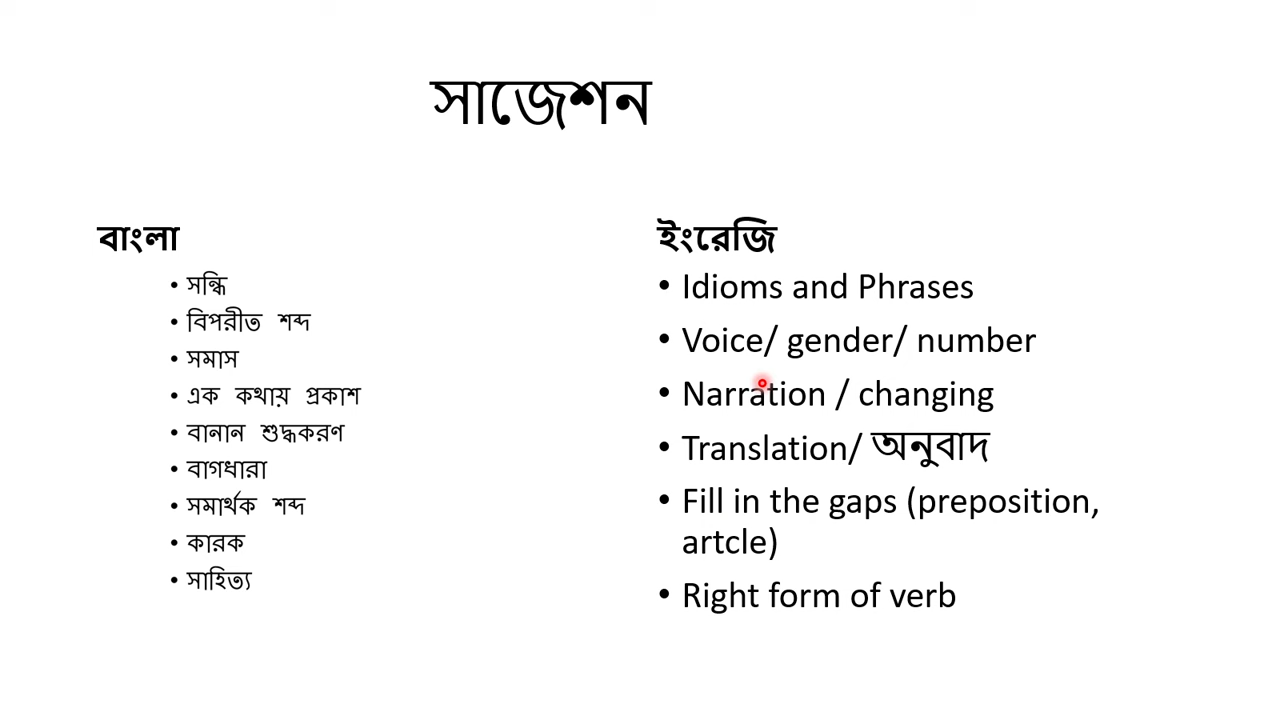 সাজেশন
বাংলা
• সন্ধি
• বিপরীত শব্দ
• সমাস
• এক কথায় প্রকাশ
• বানান শুদ্ধকরণ
• বাগধারা
• সমার্থক শব্দ
• কারক
• সাহিত্য
ইংরেজি
• Idioms and Phrases
• Voice/ gender/ number
• Narration / changing
• Translation/ অনুবাদ
• Fill in the gaps (preposition,
artcle)
• Right form of verb